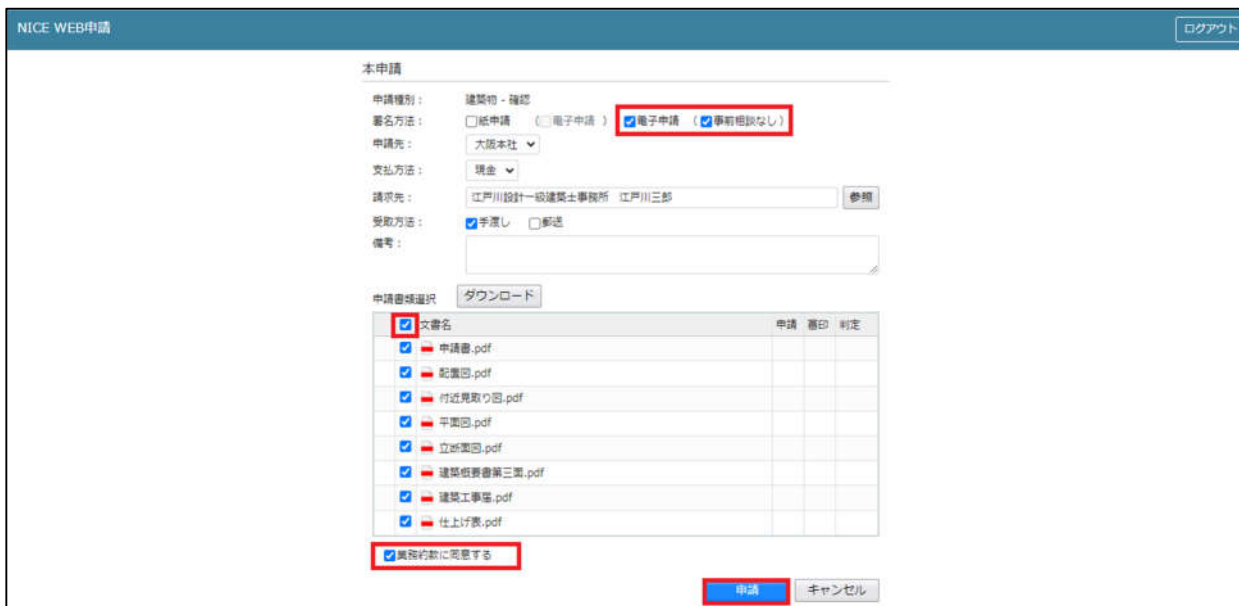 NICE WEB申請
ログアウト
本申請
申請種別： 建築物 - 確認
署名方法： 紙申請 （ 電子申請 ） 電子申請 （ 事前相談なし ）
申請先： 大阪本社
支払方法： 現金
請求先： 江戸川設計一級建築士事務所 江戸川三郎 参照
受取方法： 手渡し 郵送
備考：
申請書類選択 ダウンロード
文書名 申請 審印 判定
申請書.pdf
配置図.pdf
付近見取り図.pdf
平面図.pdf
立断面図.pdf
建築概要書第三面.pdf
建築工事届.pdf
仕上げ表.pdf
業務約款に同意する
申請 キャンセル